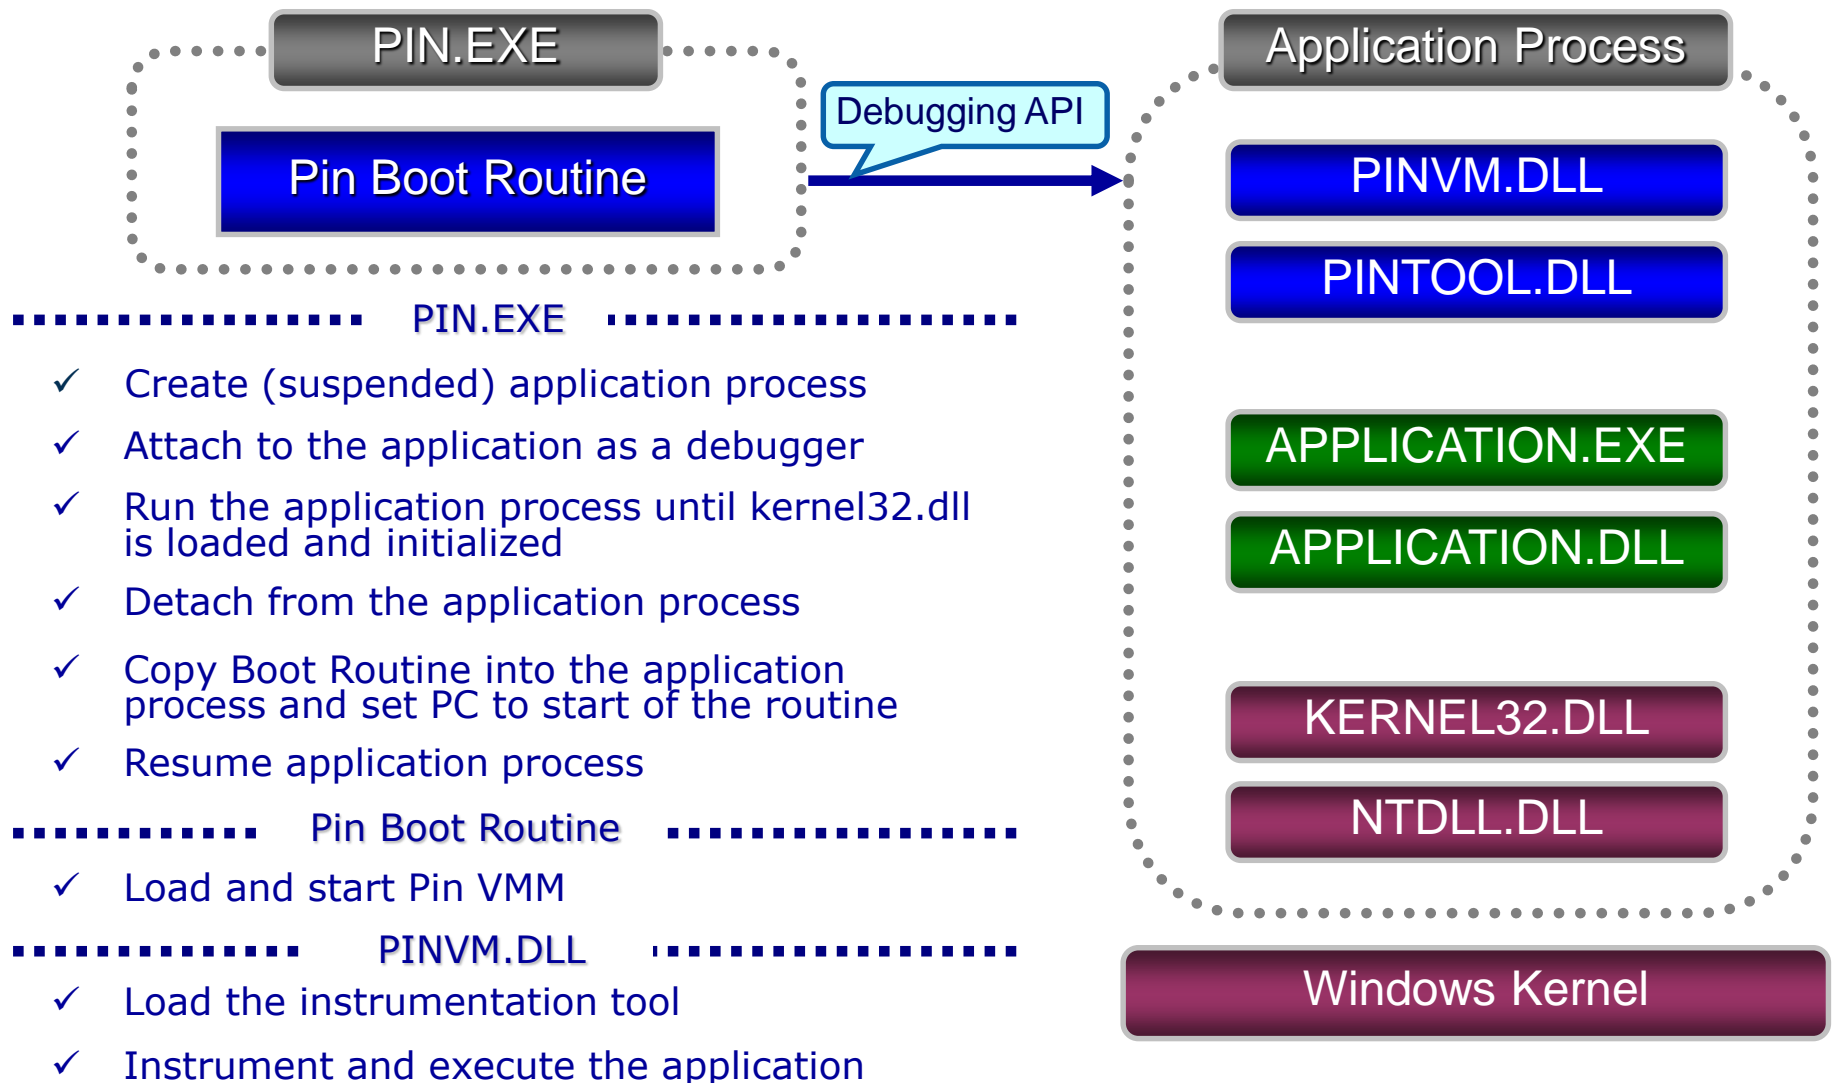 PIN.EXE
Pin Boot Routine
Debugging API
Application Process
PINVM.DLL
PINTOOL.DLL
APPLICATION.EXE
APPLICATION.DLL
KERNEL32.DLL
NTDLL.DLL
Windows Kernel
PIN.EXE
✓ Create (suspended) application process
✓ Attach to the application as a debugger
✓ Run the application process until kernel32.dll
is loaded and initialized
✓ Detach from the application process
✓ Copy Boot Routine into the application
process and set PC to start of the routine
✓ Resume application process
Pin Boot Routine
✓ Load and start Pin VMM
PINVM.DLL
✓ Load the instrumentation tool
✓ Instrument and execute the application